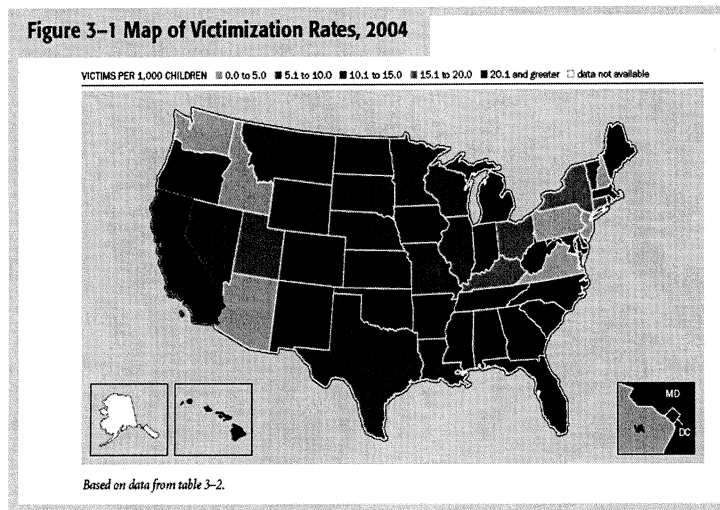 Figure 3–1 Map of Victimization Rates, 2004
VICTIMS PER 1,000 CHILDREN 0.0 to 5.0 5.1 to 10.0 10.1 to 15.0 15.1 to 20.0 20.1 and greater data not available
MD
VA
DC
Based on data from table 3–2.